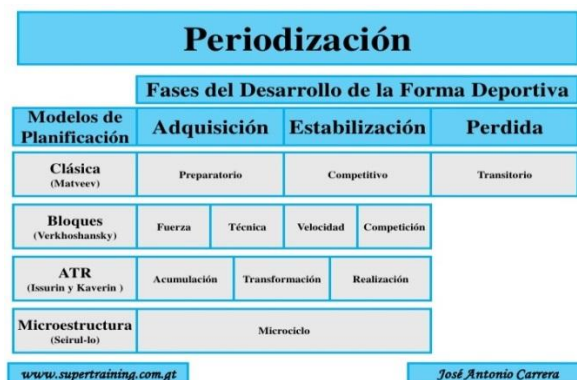 Periodización
Fases del Desarrollo de la Forma Deportiva
Modelos de
Planificación
Adquisición
Estabilización
Perdida
Clásica
(Matveev)
Preparatorio
Competitivo
Transitorio
Bloques
(Verkhoshansky)
Fuerza
Técnica
Velocidad
Competición
ATR
(Issurin y Kaverin )
Acumulación
Transformación
Realización
Microestructura
(Seirul-lo)
Microciclo
www.supertraining.com.gt
José Antonio Carrera